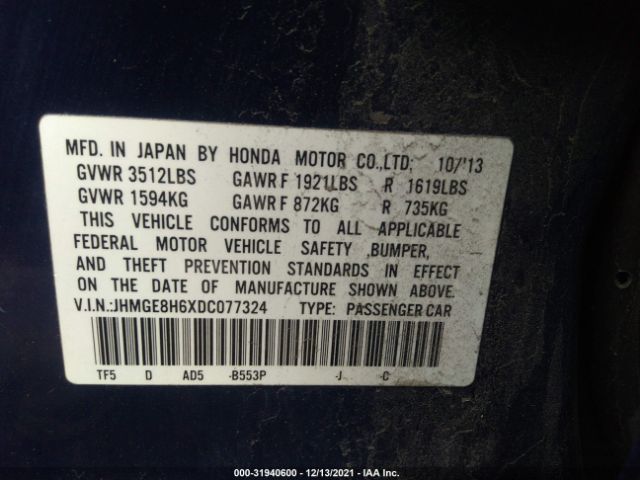 MFD. IN JAPAN BY HONDA MOTOR CO.,LTD; 10/'13
GVWR 3512LBS GAWR F 1921LBS R 1619LBS
GVWR 1594KG GAWR F 872KG R 735KG
THIS VEHICLE CONFORMS TO ALL APPLICABLE
FEDERAL MOTOR VEHICLE SAFETY ,BUMPER,
AND THEFT PREVENTION STANDARDS IN EFFECT
ON THE DATE OF MANUFACTURE SHOWN ABOVE.
V.I.N.:JHMGE8H6XDC077324 TYPE: PASSENGER CAR
TF5 D AD5 -B553P -J -C
000-31940600 - 12/13/2021 - IAA Inc.